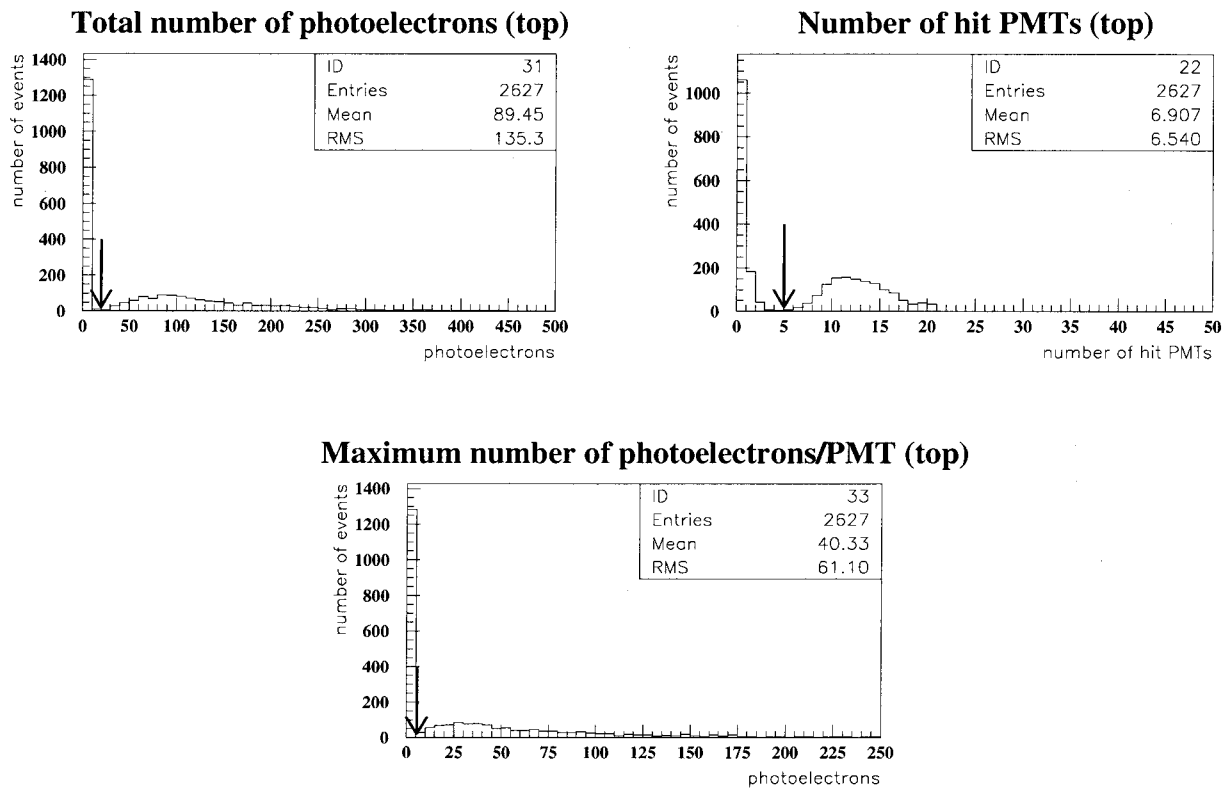 Total number of photoelectrons (top)
number of events
1400
1200
1000
800
600
400
200
0
ID 31
Entries 2627
Mean 89.45
RMS 135.3
0 50 100 150 200 250 300 350 400 450 500
photoelectrons
Number of hit PMTs (top)
number of events
1000
800
600
400
200
0
ID 22
Entries 2627
Mean 6.907
RMS 6.540
0 5 10 15 20 25 30 35 40 45 50
number of hit PMTs
Maximum number of photoelectrons/PMT (top)
number of events
1400
1200
1000
800
600
400
200
0
ID 33
Entries 2627
Mean 40.33
RMS 61.10
0 25 50 75 100 125 150 175 200 225 250
photoelectrons